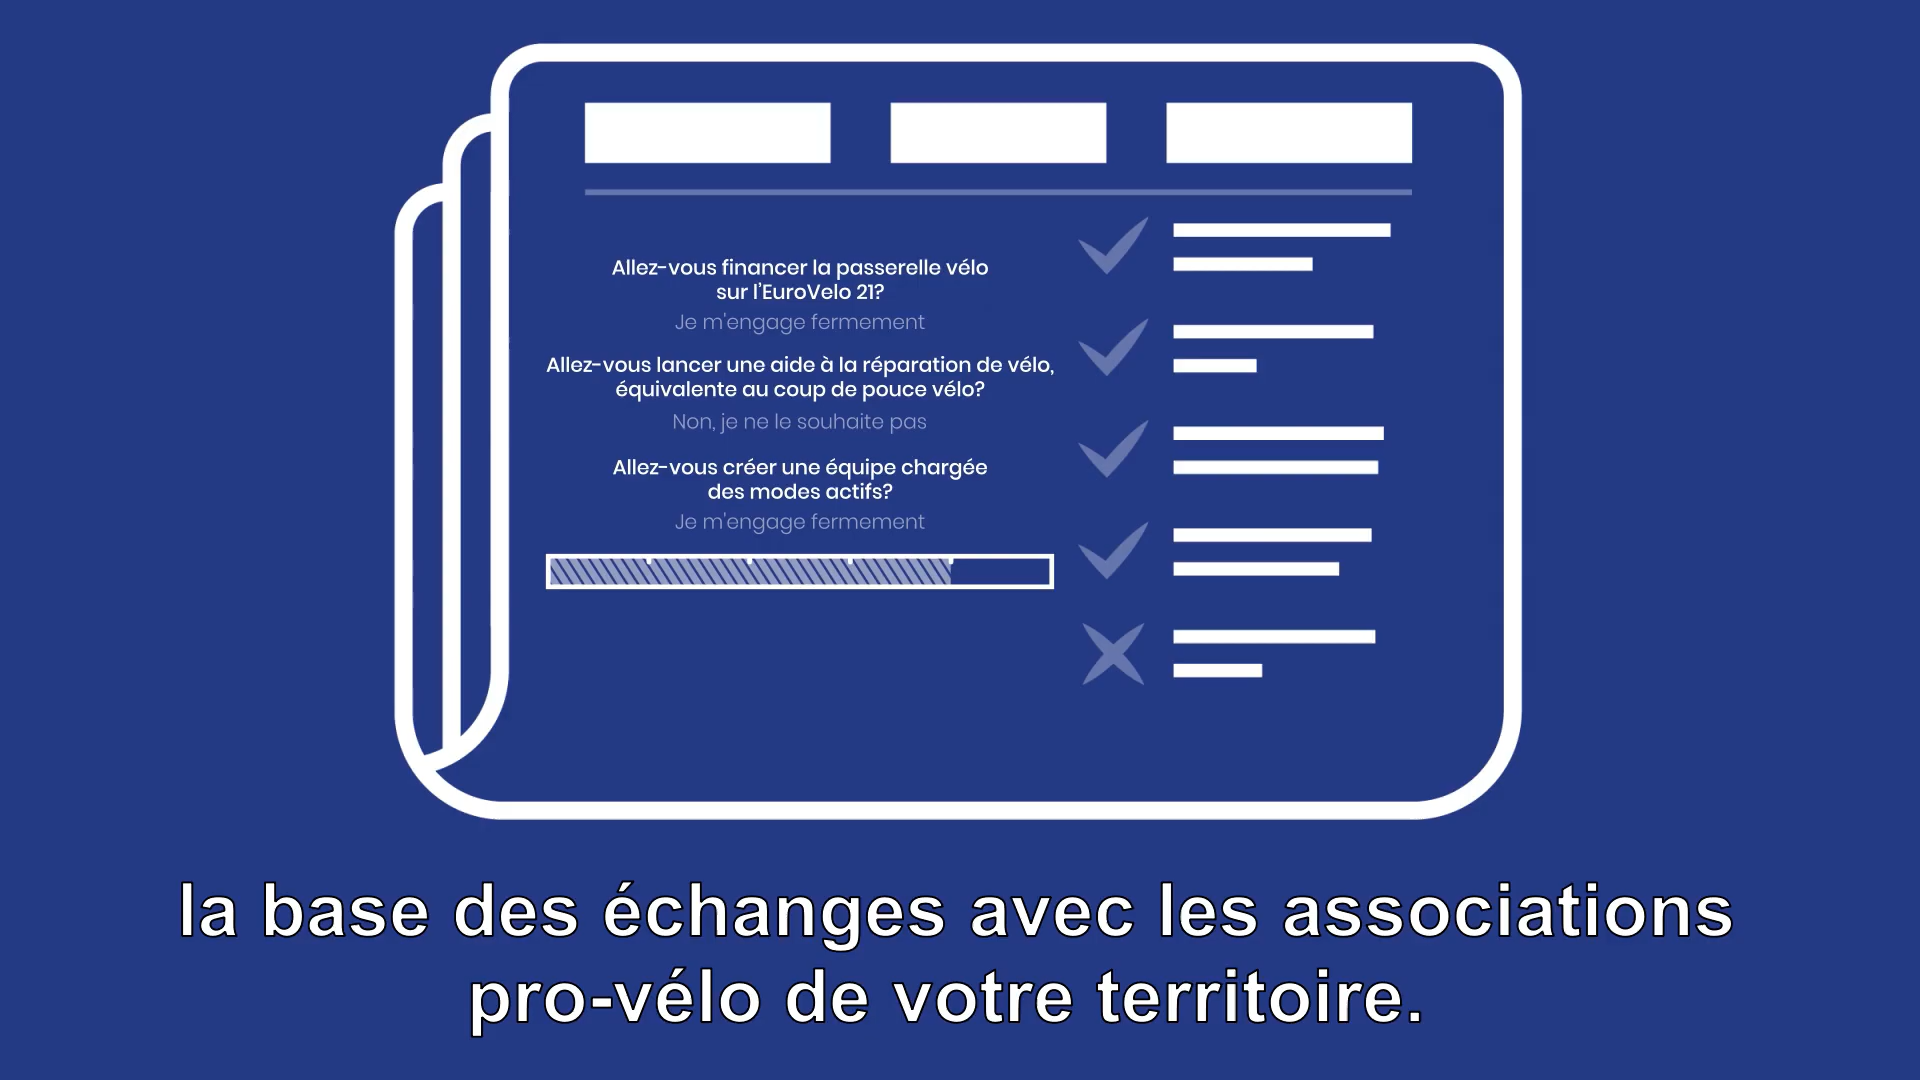 Allez-vous financer la passerelle vélo
sur l'EuroVelo 21?
Je m'engage fermement
Allez-vous lancer une aide à la réparation de vélo,
équivalente au coup de pouce vélo?
Non, je ne le souhaite pas
Allez-vous créer une équipe chargée
des modes actifs?
Je m'engage fermement
la base des échanges avec les associations
pro-vélo de votre territoire.